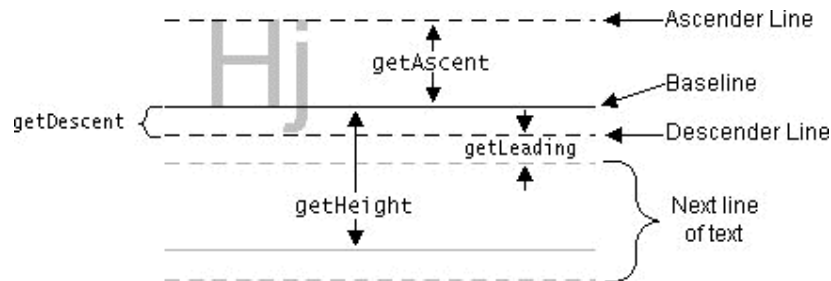 Hj
Ascender Line
getAscent
Baseline
getDescent
Descender Line
getLeading
getHeight
Next line
of text